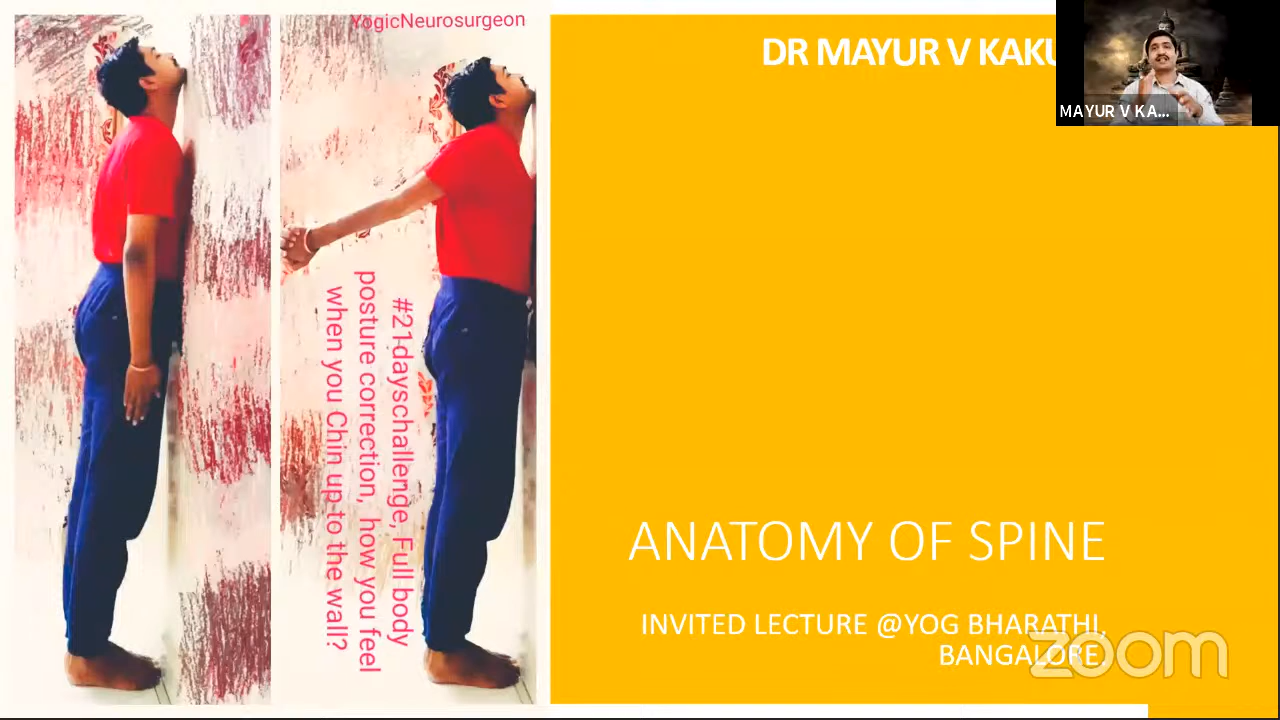 YogicNeurosurgeon
#21dayschallenge, Full body
posture correction, how you feel
when you Chin up to the wall?
DR MAYUR V KAKU
MAYUR V KA...
ANATOMY OF SPINE
INVITED LECTURE @YOG BHARATHI,
BANGALORE.
zoom